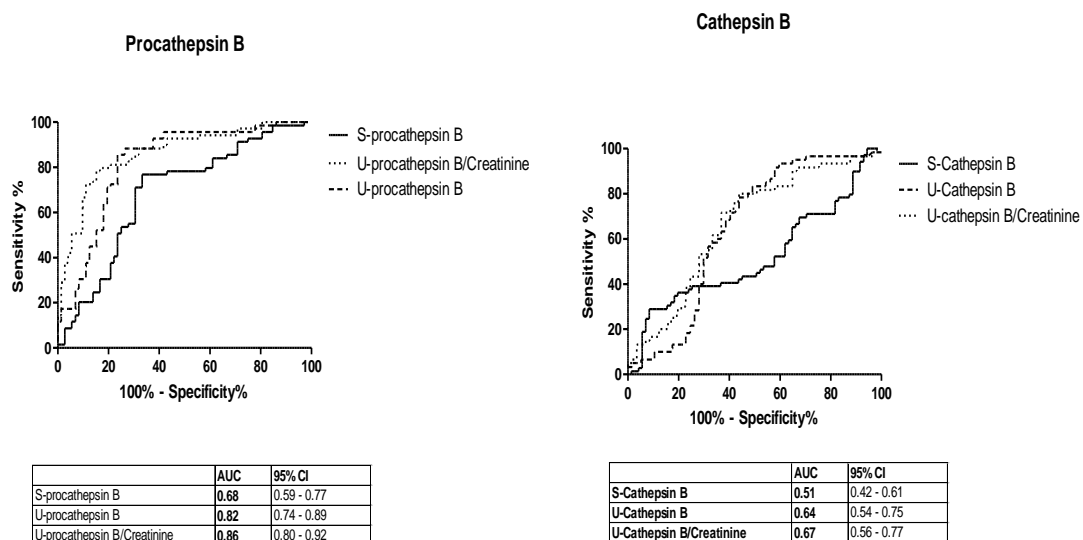 Procathepsin B
100
80
60
40
20
0
Sensitivity %
0 20 40 60 80 100
100% - Specificity%
S-procathepsin B
U-procathepsin B/Creatinine
U-procathepsin B
AUC 95% CI
S-procathepsin B 0.68 0.59 - 0.77
U-procathepsin B 0.82 0.74 - 0.89
U-procathepsin B/Creatinine 0.86 0.80 - 0.92
Cathepsin B
100
80
60
40
20
0
Sensitivity %
0 20 40 60 80 100
100% - Specificity%
S-Cathepsin B
U-Cathepsin B
U-cathepsin B/Creatinine
AUC 95% CI
S-Cathepsin B 0.51 0.42 - 0.61
U-Cathepsin B 0.64 0.54 - 0.75
U-Cathepsin B/Creatinine 0.67 0.56 - 0.77